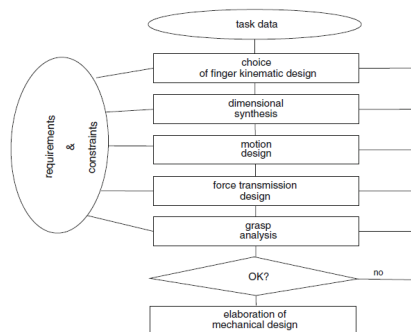 task data
choice
of finger kinematic design
dimensional
synthesis
motion
design
force transmission
design
grasp
analysis
requirements
&
constraints
OK?
no
elaboration of
mechanical design